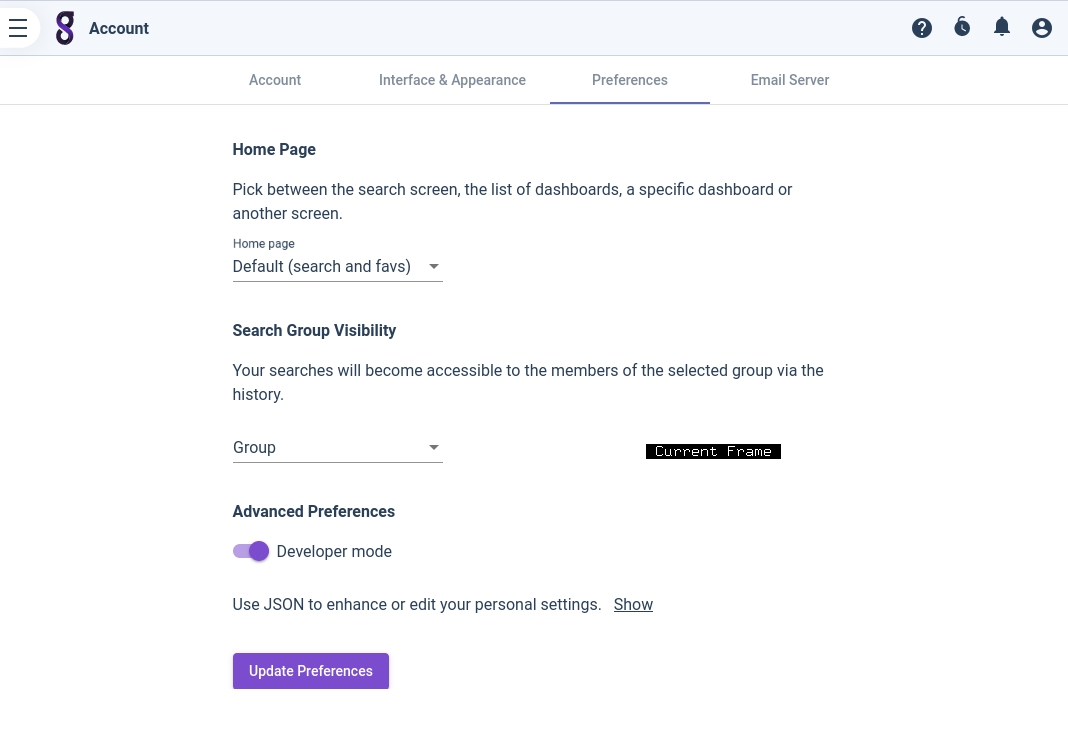 Account
Account
Interface & Appearance
Preferences
Email Server
Home Page
Pick between the search screen, the list of dashboards, a specific dashboard or
another screen.
Home page
Default (search and favs)
Search Group Visibility
Your searches will become accessible to the members of the selected group via the
history.
Group
Current Frame
Advanced Preferences
Developer mode
Use JSON to enhance or edit your personal settings. Show
Update Preferences